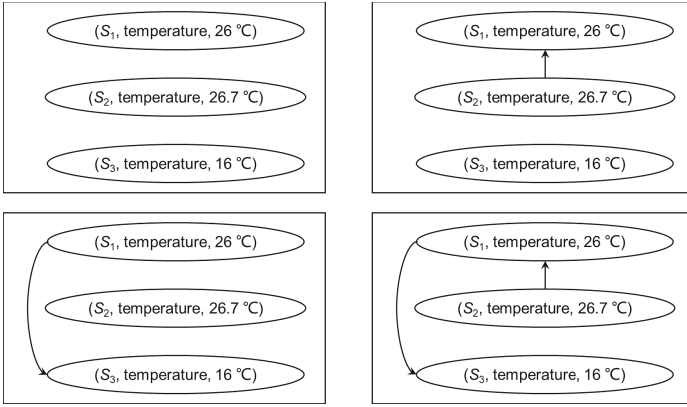 (S₁, temperature, 26 ℃)
(S₂, temperature, 26.7 ℃)
(S₃, temperature, 16 ℃)
(S₁, temperature, 26 ℃)
(S₂, temperature, 26.7 ℃)
(S₃, temperature, 16 ℃)
(S₁, temperature, 26 ℃)
(S₂, temperature, 26.7 ℃)
(S₃, temperature, 16 ℃)
(S₁, temperature, 26 ℃)
(S₂, temperature, 26.7 ℃)
(S₃, temperature, 16 ℃)